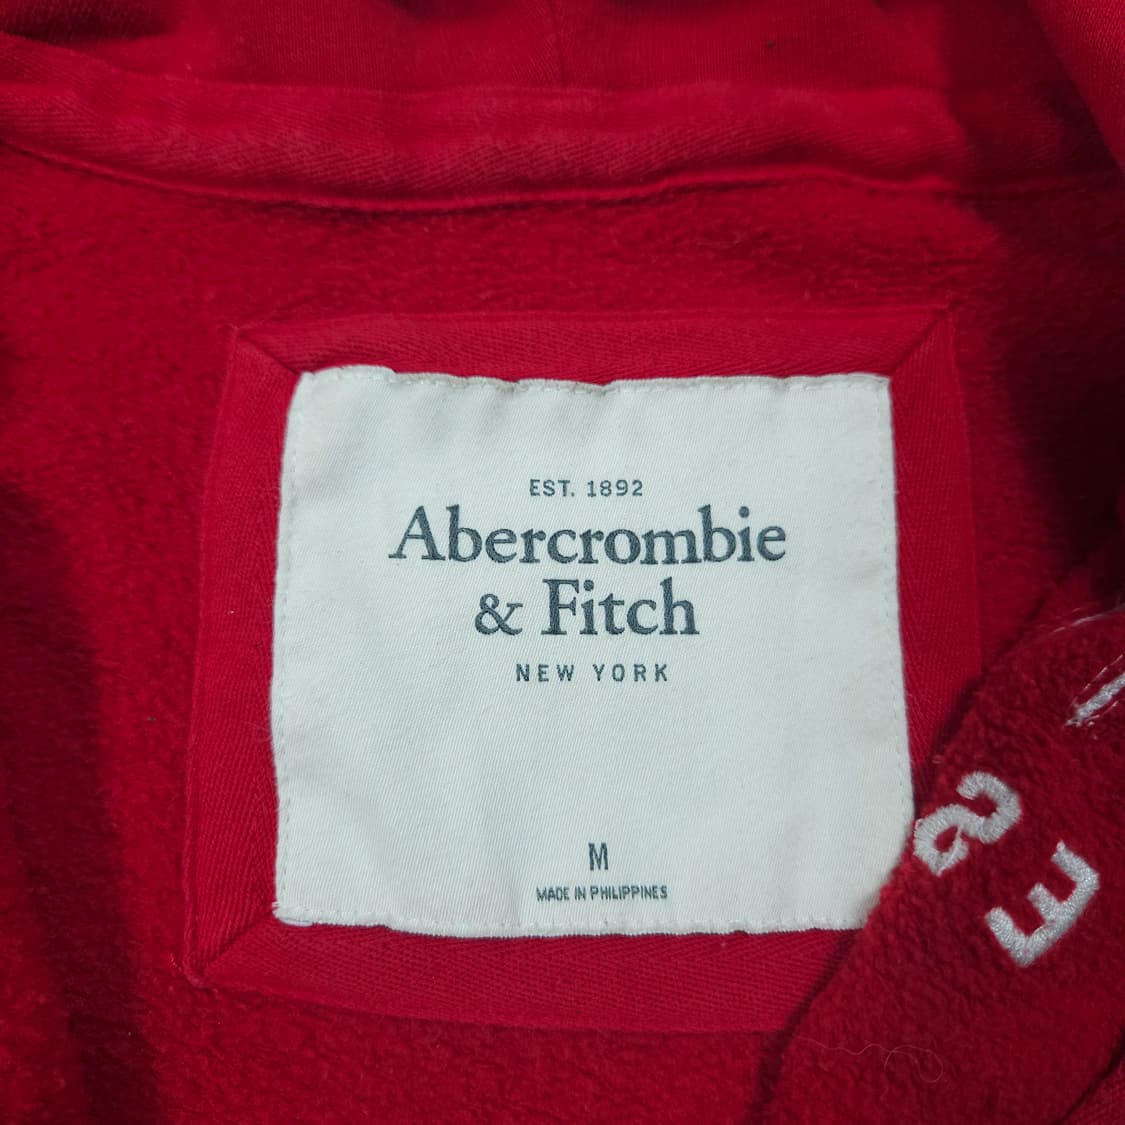 EST. 1892
Abercrombie
& Fitch
NEW YORK
M
MADE IN PHILIPPINES